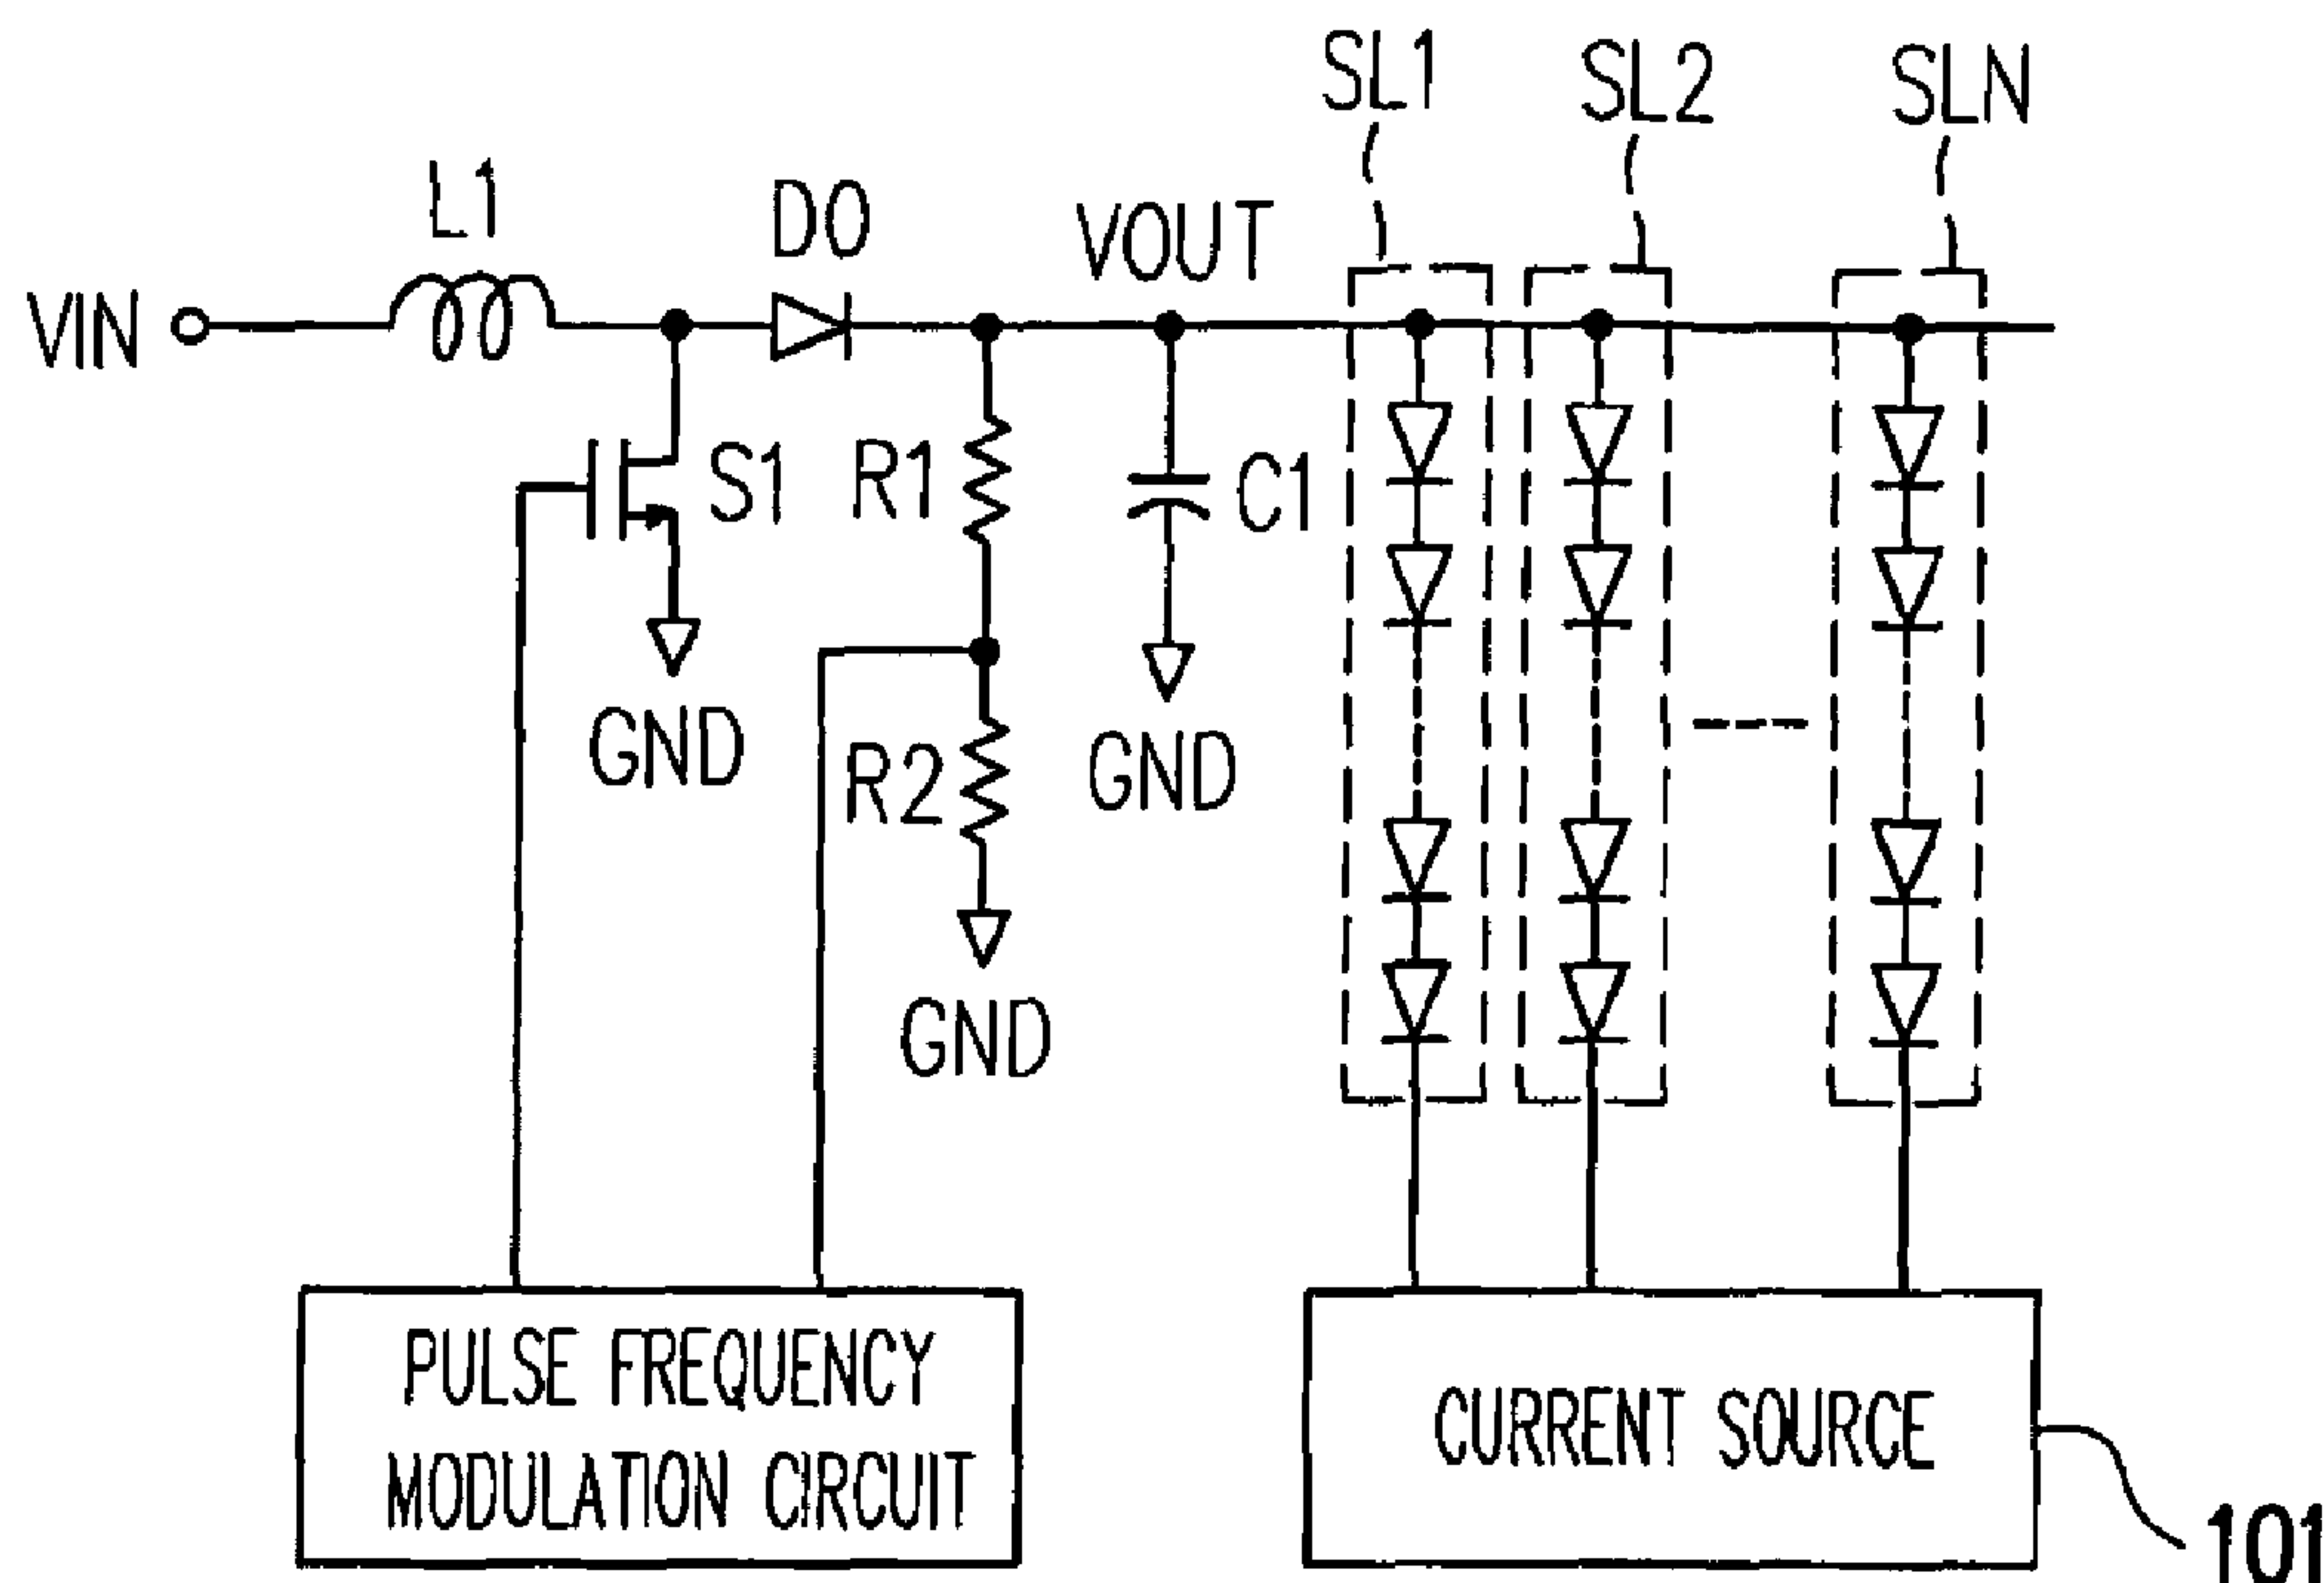 SL1
SL2
SLN
L1
D0
VOUT
VIN
S1
R1
C1
GND
R2
GND
GND
PULSE FREQUENCY
MODULATION CIRCUIT
CURRENT SOURCE
101